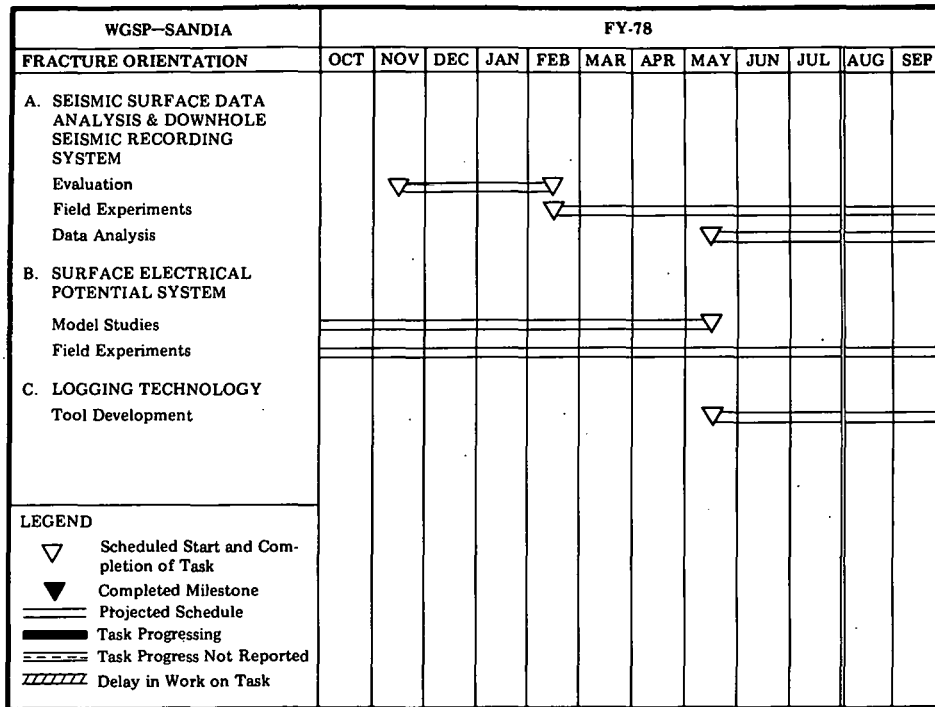 WGSP—SANDIA
FY-78
FRACTURE ORIENTATION
OCT NOV DEC JAN FEB MAR APR MAY JUN JUL AUG SEP
A. SEISMIC SURFACE DATA
ANALYSIS & DOWNHOLE
SEISMIC RECORDING
SYSTEM
Evaluation
Field Experiments
Data Analysis
B. SURFACE ELECTRICAL
POTENTIAL SYSTEM
Model Studies
Field Experiments
C. LOGGING TECHNOLOGY
Tool Development
LEGEND
Scheduled Start and Com-
pletion of Task
Completed Milestone
Projected Schedule
Task Progressing
Task Progress Not Reported
Delay in Work on Task